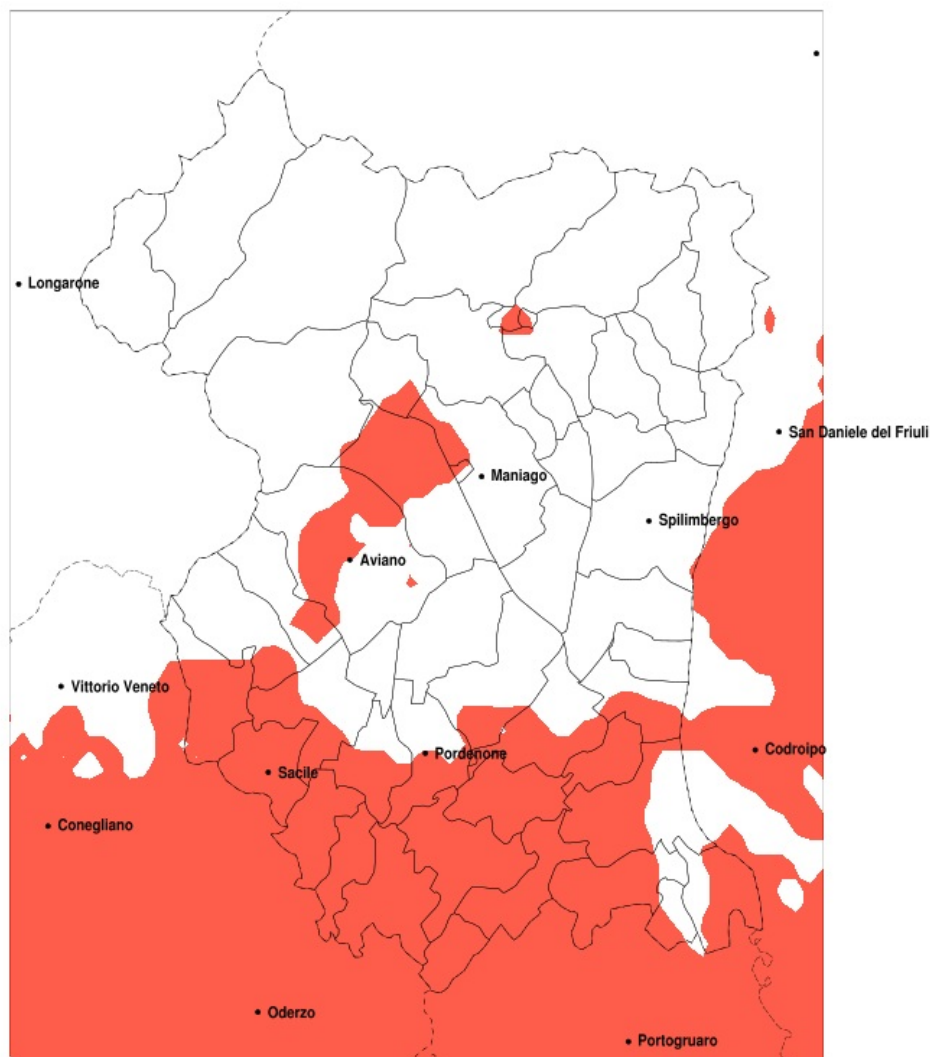 Longarone
San Daniele del Friuli
Maniago
Spilimbergo
Aviano
Vittorio Veneto
Codroipo
Pordenone
Sacile
Conegliano
Oderzo
Portogruaro